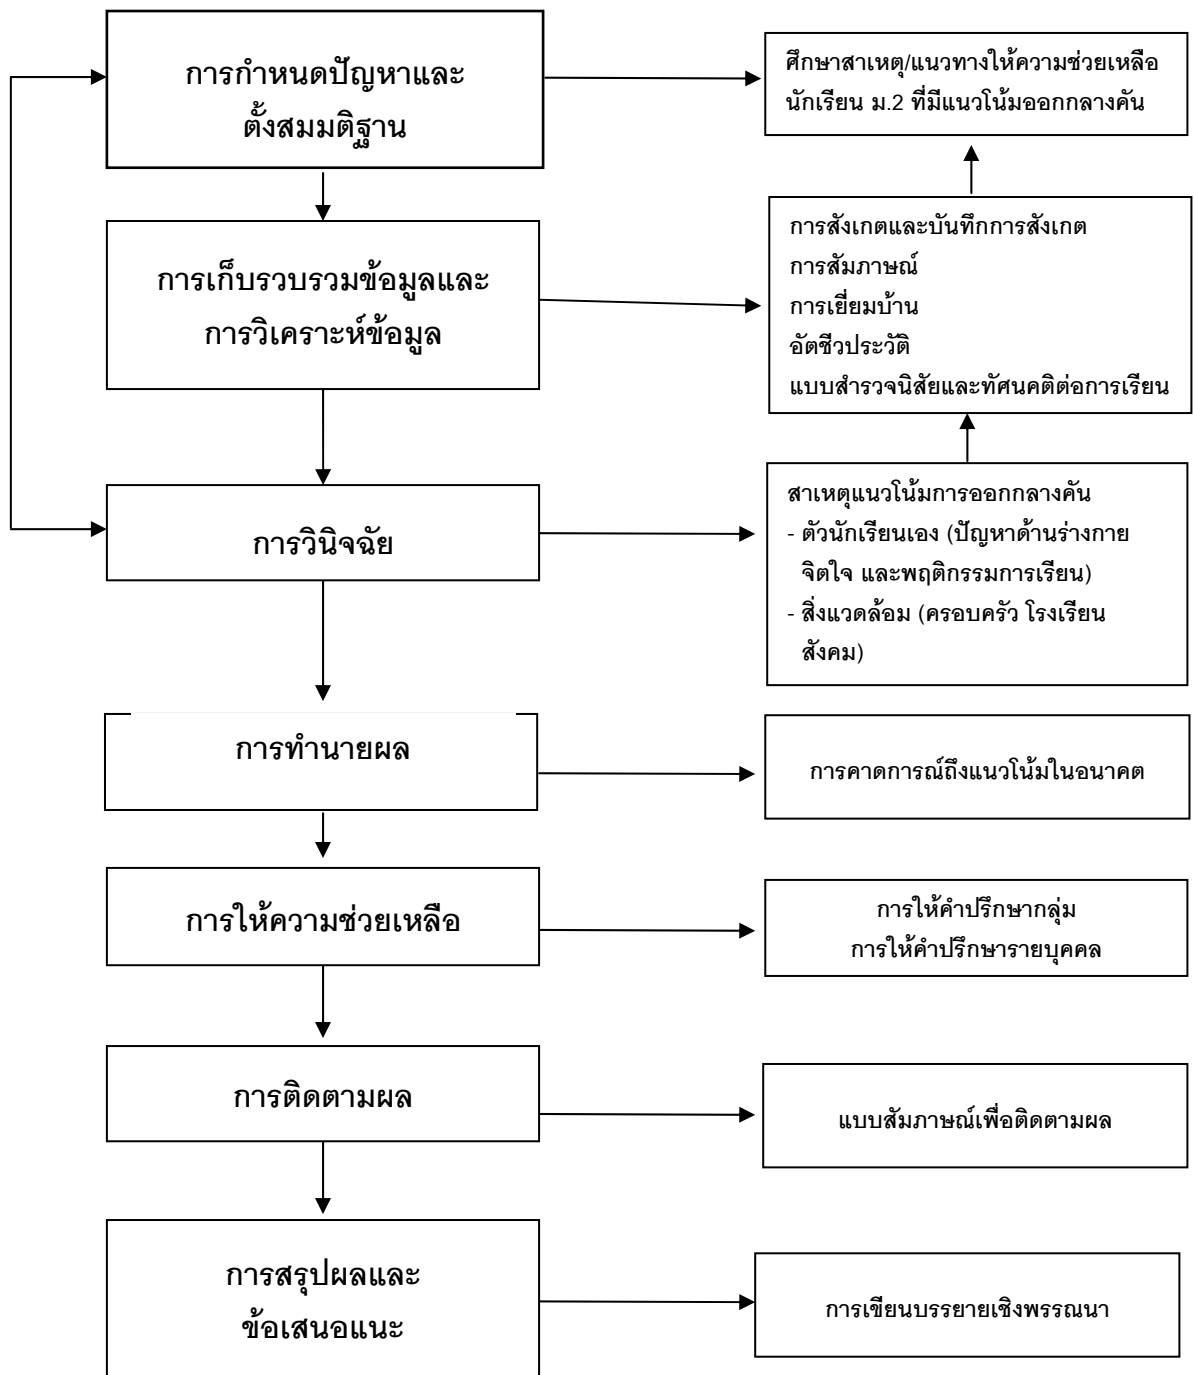 การกำหนดปัญหาและ
ตั้งสมมติฐาน
ศึกษาสาเหตุ/แนวทางให้ความช่วยเหลือ
นักเรียน ม.2 ที่มีแนวโน้มออกกลางคัน
การเก็บรวบรวมข้อมูลและ
การวิเคราะห์ข้อมูล
การสังเกตและบันทึกการสังเกต
การสัมภาษณ์
การเยี่ยมบ้าน
อัตชีวประวัติ
แบบสำรวจนิสัยและทัศนคติต่อการเรียน
การวินิจฉัย
สาเหตุแนวโน้มการออกกลางคัน
- ตัวนักเรียนเอง (ปัญหาด้านร่างกาย
จิตใจ และพฤติกรรมการเรียน)
- สิ่งแวดล้อม (ครอบครัว โรงเรียน
สังคม)
การทำนายผล
การคาดการณ์ถึงแนวโน้มในอนาคต
การให้ความช่วยเหลือ
การให้คำปรึกษากลุ่ม
การให้คำปรึกษารายบุคคล
การติดตามผล
แบบสัมภาษณ์เพื่อติดตามผล
การสรุปผลและ
ข้อเสนอแนะ
การเขียนบรรยายเชิงพรรณนา